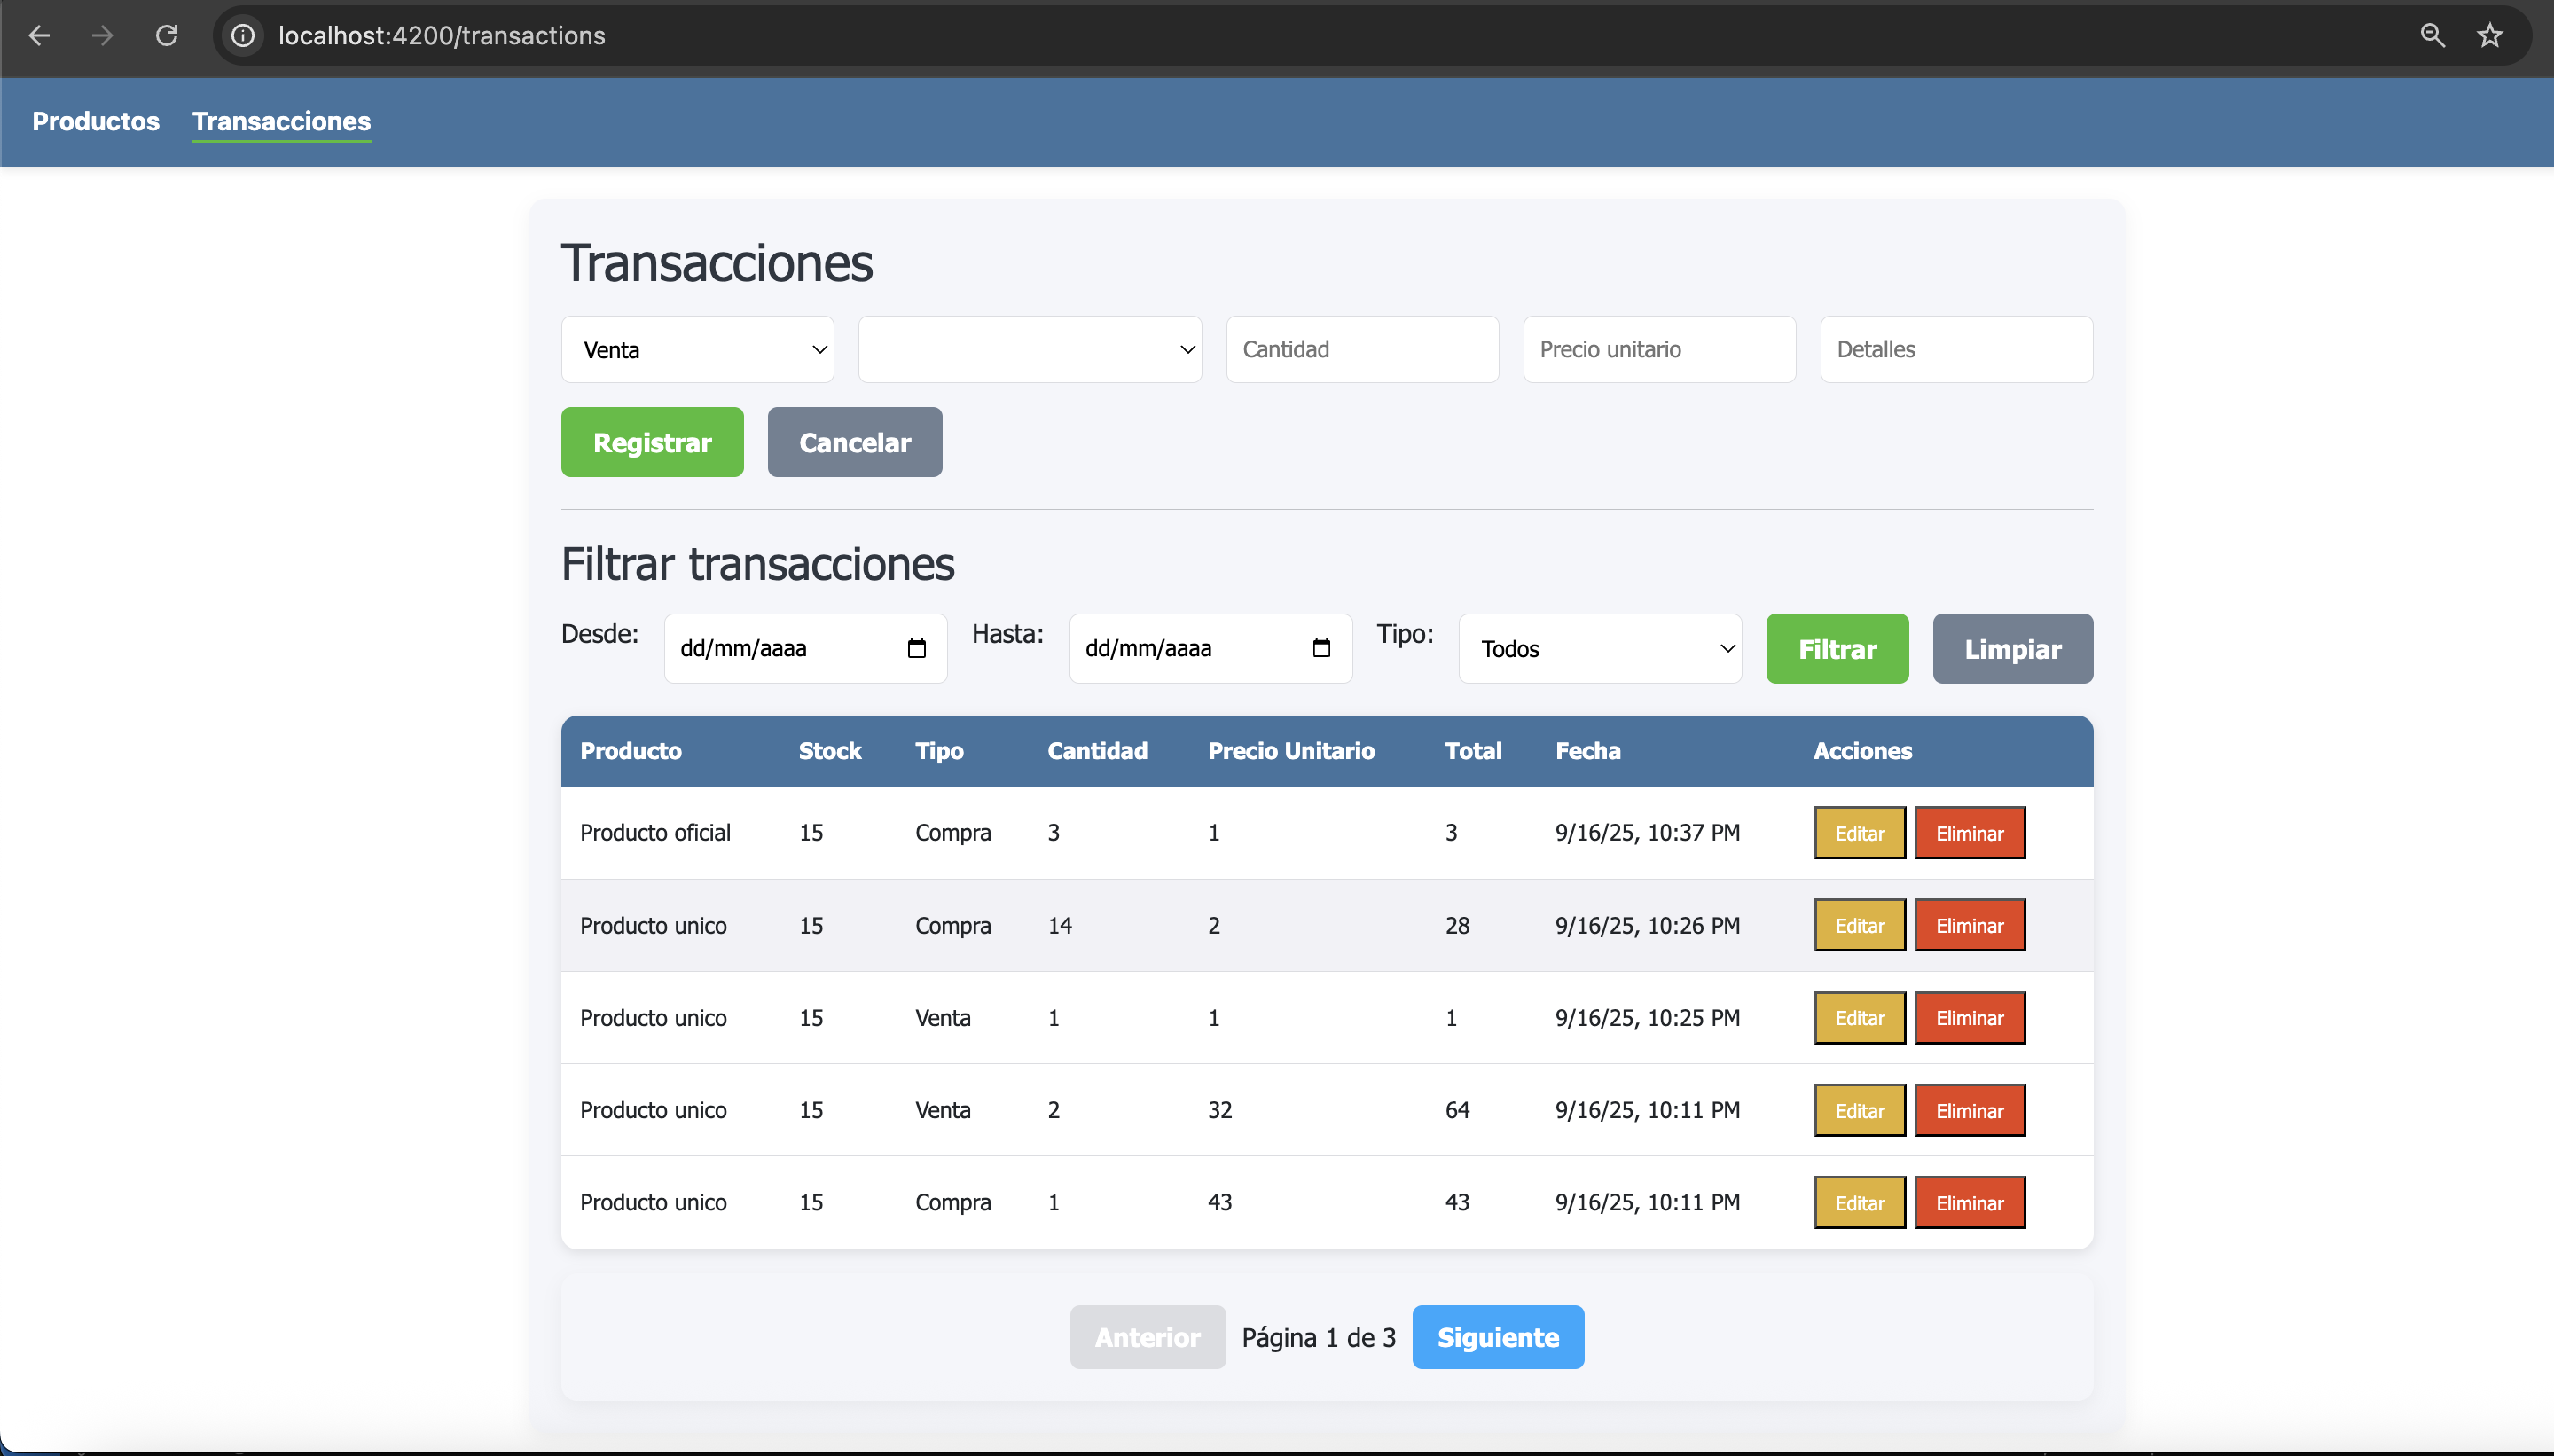 localhost:4200/transactions
Productos Transacciones
Transacciones
Venta Cantidad Precio unitario Detalles
Registrar Cancelar
Filtrar transacciones
Desde: dd/mm/aaaa Hasta: dd/mm/aaaa Tipo: Todos Filtrar Limpiar
Producto Stock Tipo Cantidad Precio Unitario Total Fecha Acciones
Producto oficial 15 Compra 3 1 3 9/16/25, 10:37 PM Editar Eliminar
Producto unico 15 Compra 14 2 28 9/16/25, 10:26 PM Editar Eliminar
Producto unico 15 Venta 1 1 1 9/16/25, 10:25 PM Editar Eliminar
Producto unico 15 Venta 2 32 64 9/16/25, 10:11 PM Editar Eliminar
Producto unico 15 Compra 1 43 43 9/16/25, 10:11 PM Editar Eliminar
Anterior Página 1 de 3 Siguiente